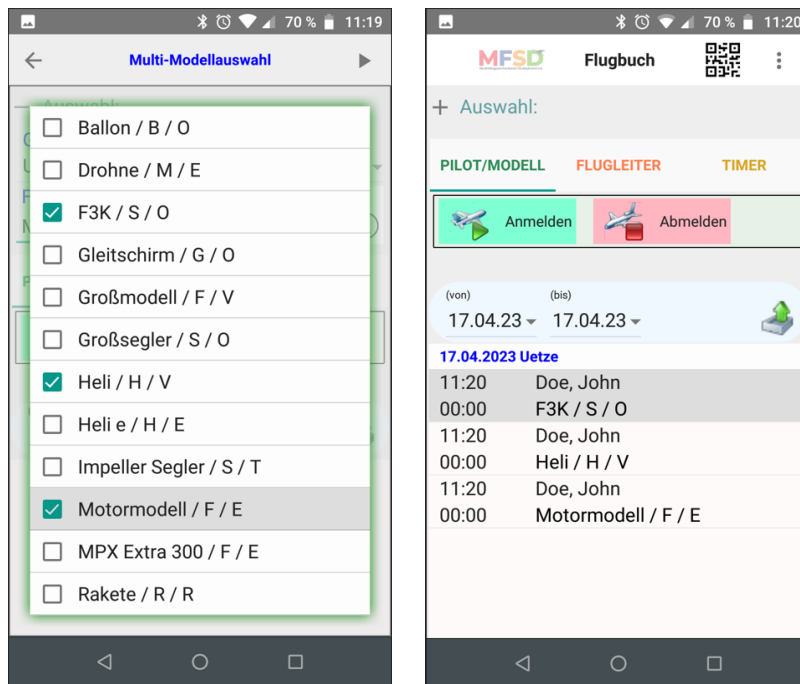 70 % 11:19
Multi-Modellauswahl
Auswahl:
Ballon / B / O
Drohne / M / E
F3K / S / O
Gleitschirm / G / O
Großmodell / F / V
Großsegler / S / O
Heli / H / V
Heli e / H / E
Impeller Segler / S / T
Motormodell / F / E
MPX Extra 300 / F / E
Rakete / R / R
70 % 11:20
MFSD Flugbuch
+ Auswahl:
PILOT/MODELL FLUGLEITER TIMER
Anmelden Abmelden
(von) (bis)
17.04.23 17.04.23
17.04.2023 Uetze
11:20 Doe, John
00:00 F3K / S / O
11:20 Doe, John
00:00 Heli / H / V
11:20 Doe, John
00:00 Motormodell / F / E